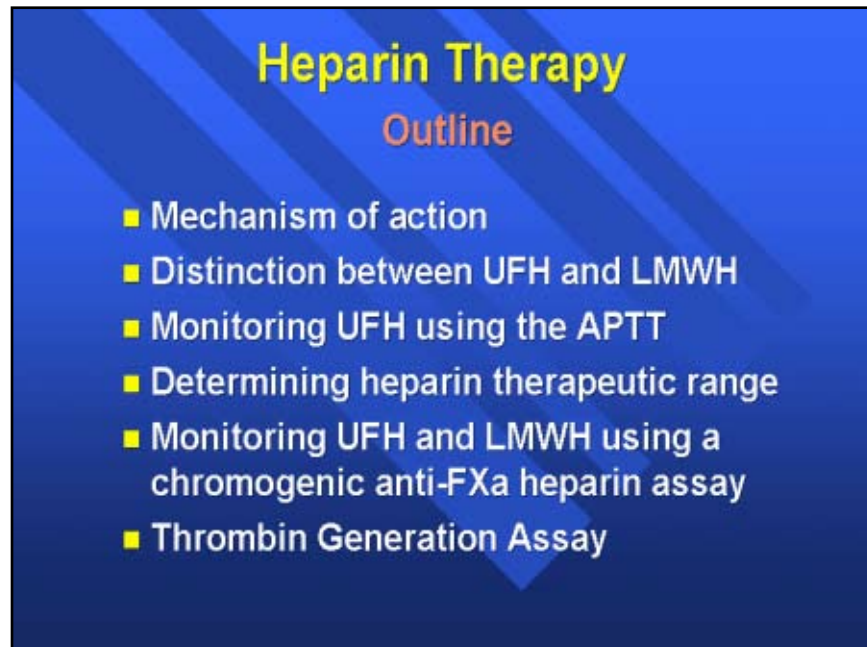 Heparin Therapy
Outline
Mechanism of action
Distinction between UFH and LMWH
Monitoring UFH using the APTT
Determining heparin therapeutic range
Monitoring UFH and LMWH using a
chromogenic anti-FXa heparin assay
Thrombin Generation Assay